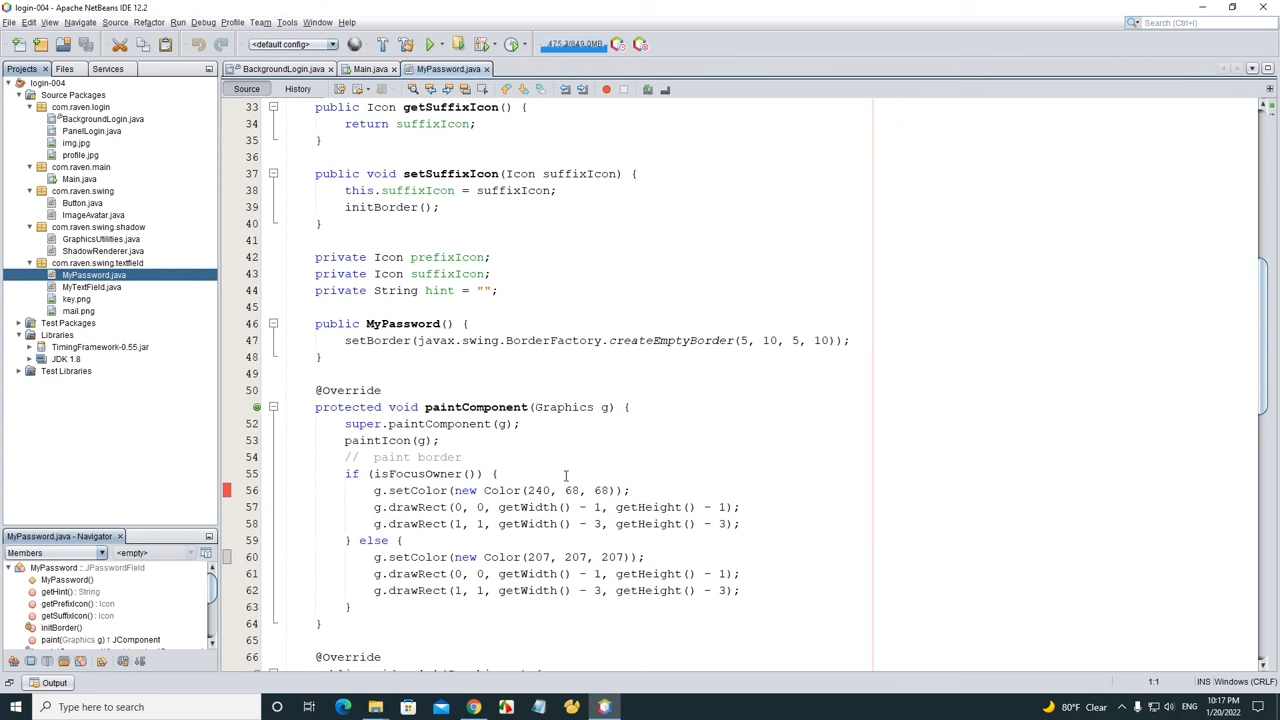 login-004 - Apache NetBeans IDE 12.2
File Edit View Navigate Source Refactor Run Debug Profile Team Tools Window Help
Search (Ctrl+I)
<default config>
475.3/849.0MB
Projects Files Services
BackgroundLogin.java Main.java MyPassword.java
Source History
login-004
Source Packages
com.raven.login
BackgroundLogin.java
PanelLogin.java
img.jpg
profile.jpg
com.raven.main
Main.java
com.raven.swing
Button.java
ImageAvatar.java
com.raven.swing.shadow
GraphicsUtilities.java
ShadowRenderer.java
com.raven.swing.textfield
MyPassword.java
MyTextField.java
key.png
mail.png
Test Packages
Libraries
TimingFramework-0.55.jar
JDK 1.8
Test Libraries
33 public Icon getSuffixIcon() {
34 return suffixIcon;
35 }
36
37 public void setSuffixIcon(Icon suffixIcon) {
38 this.suffixIcon = suffixIcon;
39 initBorder();
40 }
41
42 private Icon prefixIcon;
43 private Icon suffixIcon;
44 private String hint = "";
45
46 public MyPassword() {
47 setBorder(javax.swing.BorderFactory.createEmptyBorder(5, 10, 5, 10));
48 }
49
50 @Override
protected void paintComponent(Graphics g) {
52 super.paintComponent(g);
53 paintIcon(g);
54 // paint border
55 if (isFocusOwner()) {
56 g.setColor(new Color(240, 68, 68));
57 g.drawRect(0, 0, getWidth() - 1, getHeight() - 1);
58 g.drawRect(1, 1, getWidth() - 3, getHeight() - 3);
59 } else {
60 g.setColor(new Color(207, 207, 207));
61 g.drawRect(0, 0, getWidth() - 1, getHeight() - 1);
62 g.drawRect(1, 1, getWidth() - 3, getHeight() - 3);
63 }
64 }
65
66 @Override
MyPassword.java - Navigator
Members <empty>
MyPassword :: JPasswordField
MyPassword()
getHint() : String
getPrefixIcon() : Icon
getSuffixIcon() : Icon
initBorder()
paint(Graphics g) ↑ JComponent
Output
1:1 INS Windows (CRLF)
Type here to search
80°F Clear
ENG
10:17 PM
1/20/2022